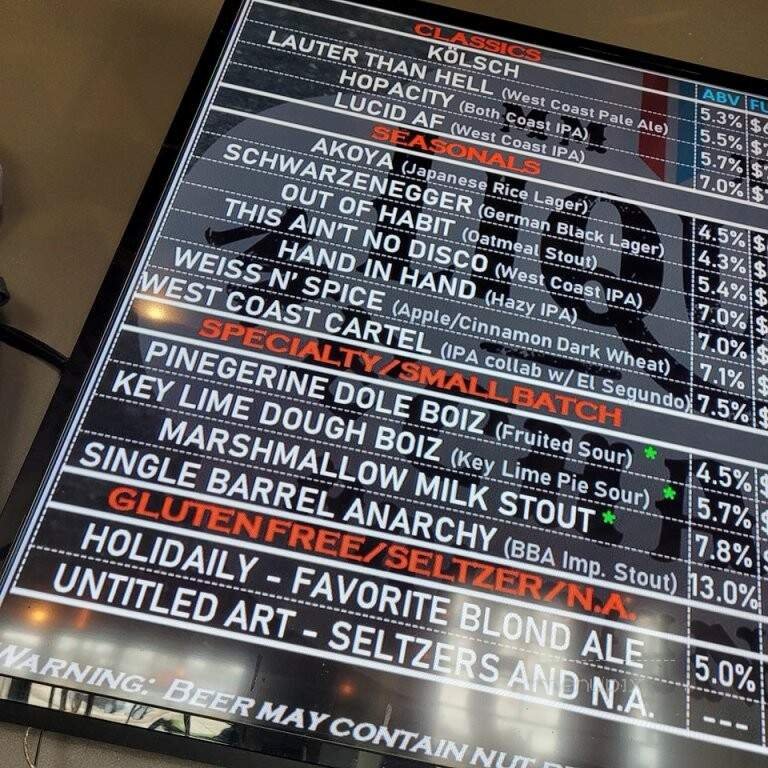 CLASSICS
ABV FU
KÖLSCH 5.3% $
LAUTER THAN HELL (West Coast Pale Ale) 5.5% $
HOPACITY (Both Coast IPA) 5.7% $
LUCID AF (West Coast IPA) 7.0% $
SEASONALS
AKOYA (Japanese Rice Lager) 4.5% $
SCHWARZENEGGER (German Black Lager) 4.3% $
OUT OF HABIT (Oatmeal Stout) 5.4% $
THIS AIN'T NO DISCO (West Coast IPA) 7.0% $
HAND IN HAND (Hazy IPA) 7.0% $
WEISS N' SPICE (Apple/Cinnamon Dark Wheat) 7.1% $
WEST COAST CARTEL (IPA collab w/ El Segundo) 7.5% $
SPECIALTY/SMALL BATCH
PINEGERINE DOLE BOIZ (Fruited Sour) * 4.5% $
KEY LIME DOUGH BOIZ (Key Lime Pie Sour) * 5.7% $
MARSHMALLOW MILK STOUT * 7.8% $
SINGLE BARREL ANARCHY (BBA Imp. Stout) 13.0%
GLUTEN FREE/SELTZER/N.A.
HOLIDAILY - FAVORITE BLOND ALE 5.0%
UNTITLED ART - SELTZERS AND N.A. ---
WARNING: BEER MAY CONTAIN NUT